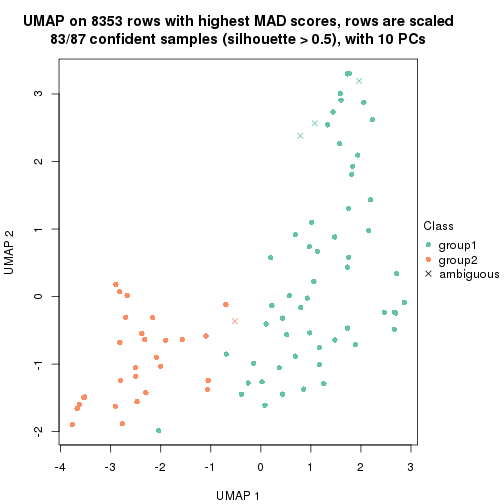 UMAP on 8353 rows with highest MAD scores, rows are scaled
83/87 confident samples (silhouette > 0.5), with 10 PCs
3
2
1
0
-1
-2
UMAP 2
-4
-3
-2
-1
0
1
2
3
UMAP 1
Class
group1
group2
ambiguous